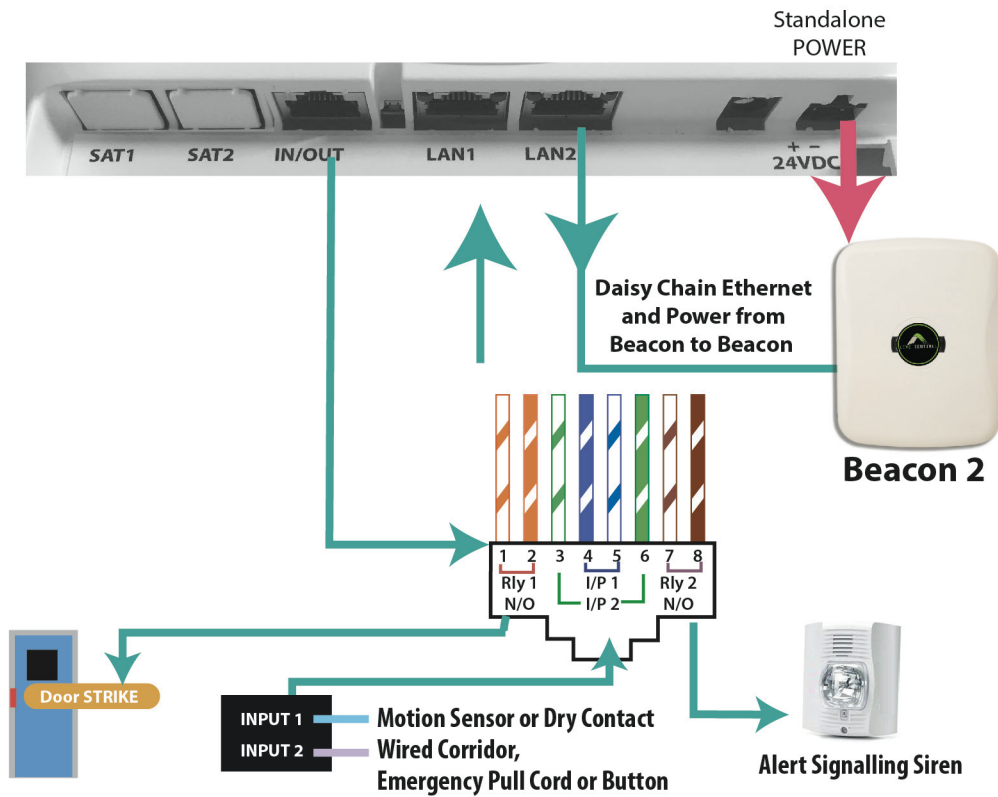 Standalone
POWER
SAT1
SAT2
IN/OUT
LAN1
LAN2
+ −
24VDC
Daisy Chain Ethernet
and Power from
Beacon to Beacon
Beacon 2
1 2 3 4 5 6 7 8
Rly 1 I/P 1 Rly 2
N/O I/P 2 N/O
Door STRIKE
INPUT 1
Motion Sensor or Dry Contact
INPUT 2
Wired Corridor,
Emergency Pull Cord or Button
Alert Signalling Siren